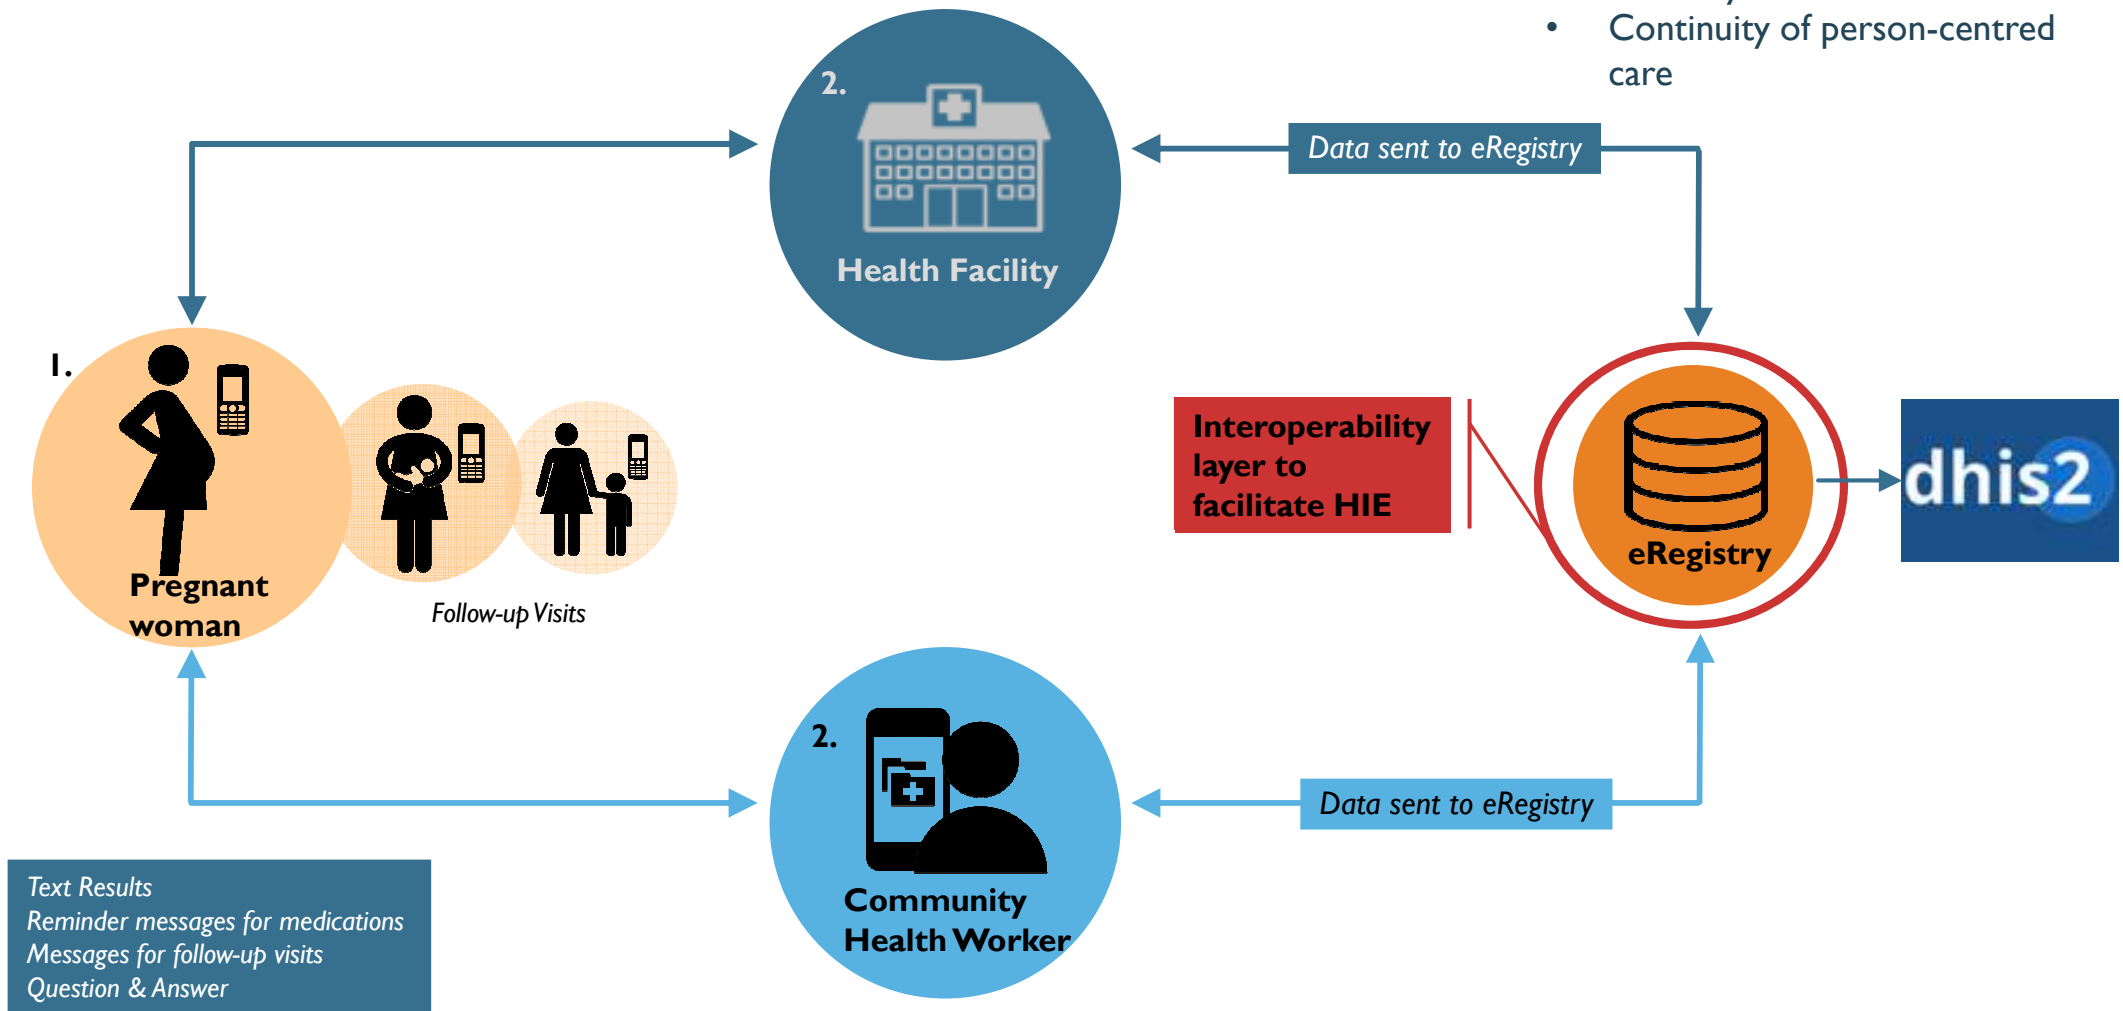 • Continuity of person-centred
care
2.
Health Facility
Data sent to eRegistry
1.
Pregnant
woman
Follow-up Visits
Interoperability
layer to
facilitate HIE
eRegistry
dhis2
2.
Community
Health Worker
Data sent to eRegistry
Text Results
Reminder messages for medications
Messages for follow-up visits
Question & Answer